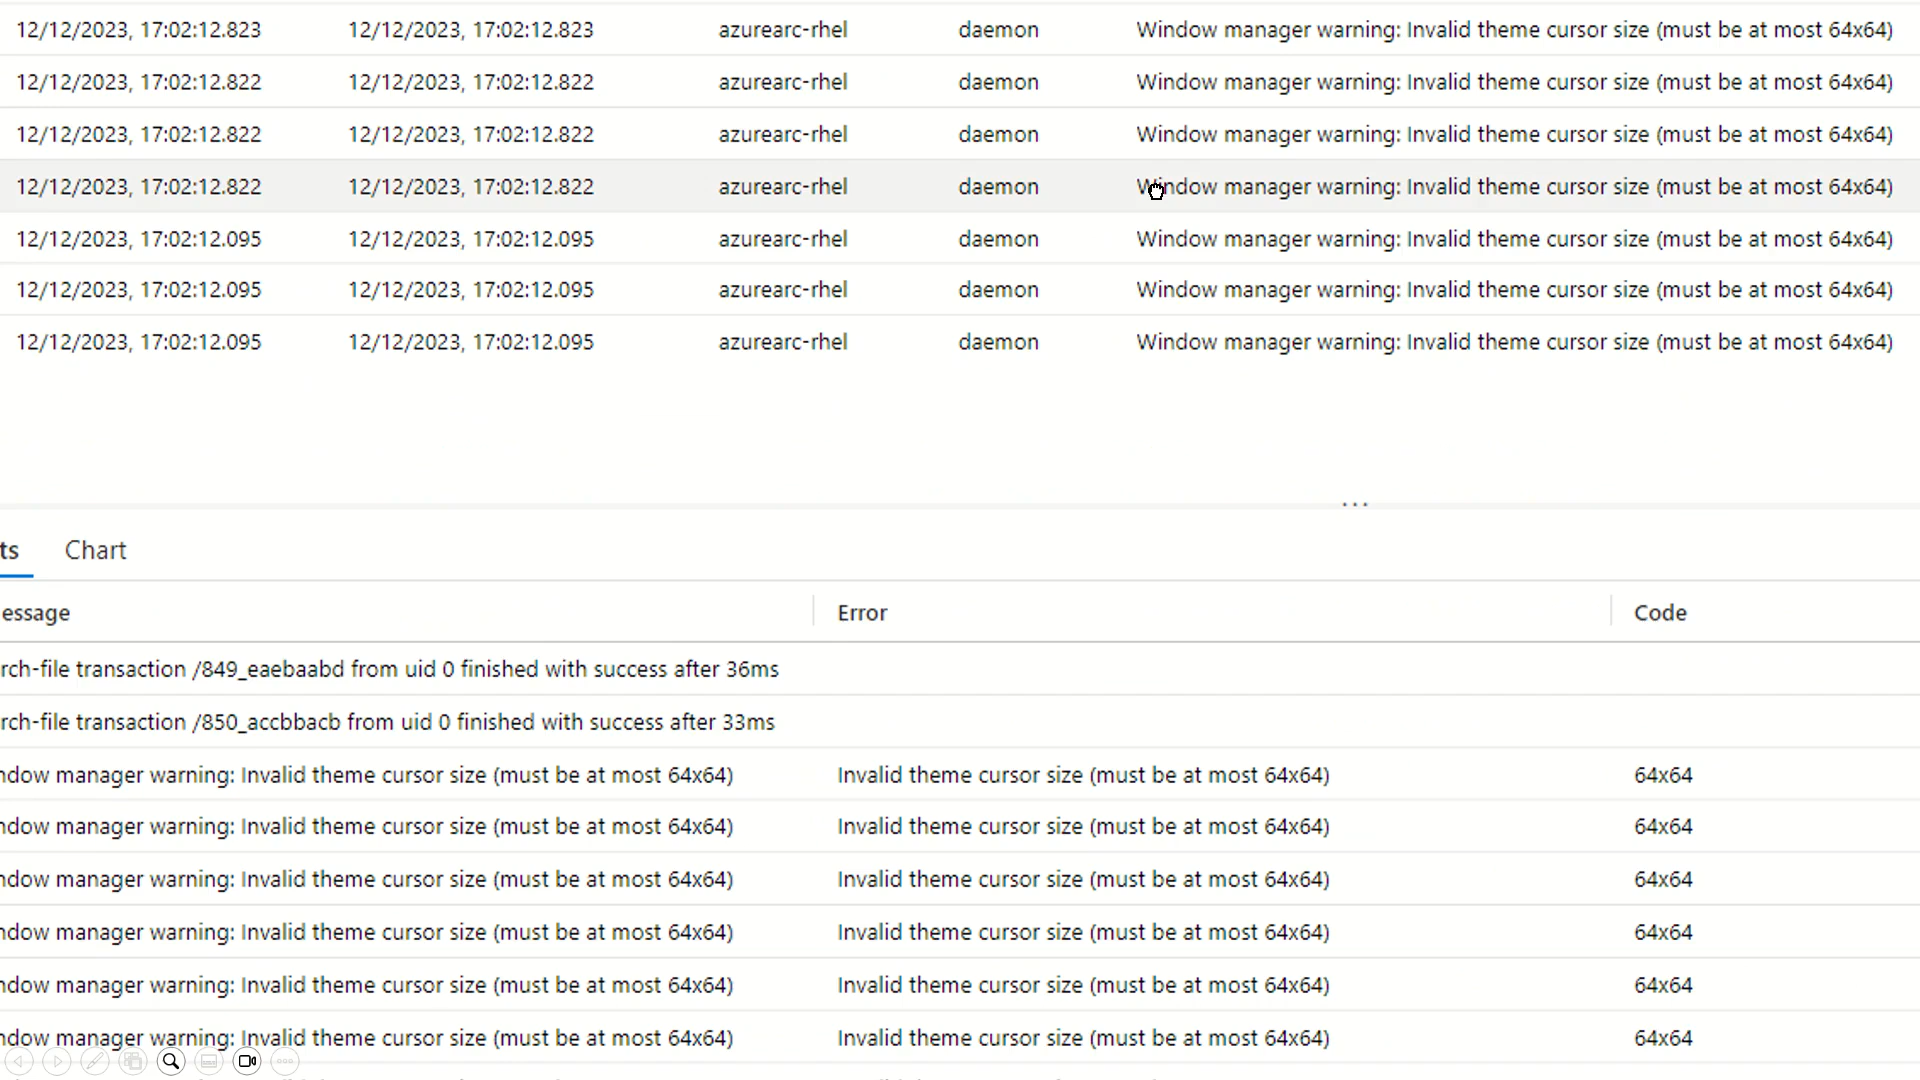 12/12/2023, 17:02:12.823 12/12/2023, 17:02:12.823 azurearc-rhel daemon Window manager warning: Invalid theme cursor size (must be at most 64x64)
12/12/2023, 17:02:12.822 12/12/2023, 17:02:12.822 azurearc-rhel daemon Window manager warning: Invalid theme cursor size (must be at most 64x64)
12/12/2023, 17:02:12.822 12/12/2023, 17:02:12.822 azurearc-rhel daemon Window manager warning: Invalid theme cursor size (must be at most 64x64)
12/12/2023, 17:02:12.822 12/12/2023, 17:02:12.822 azurearc-rhel daemon Window manager warning: Invalid theme cursor size (must be at most 64x64)
12/12/2023, 17:02:12.095 12/12/2023, 17:02:12.095 azurearc-rhel daemon Window manager warning: Invalid theme cursor size (must be at most 64x64)
12/12/2023, 17:02:12.095 12/12/2023, 17:02:12.095 azurearc-rhel daemon Window manager warning: Invalid theme cursor size (must be at most 64x64)
12/12/2023, 17:02:12.095 12/12/2023, 17:02:12.095 azurearc-rhel daemon Window manager warning: Invalid theme cursor size (must be at most 64x64)
ts Chart
essage Error Code
rch-file transaction /849_eaebaabd from uid 0 finished with success after 36ms
rch-file transaction /850_accbbacb from uid 0 finished with success after 33ms
ndow manager warning: Invalid theme cursor size (must be at most 64x64) Invalid theme cursor size (must be at most 64x64) 64x64
ndow manager warning: Invalid theme cursor size (must be at most 64x64) Invalid theme cursor size (must be at most 64x64) 64x64
ndow manager warning: Invalid theme cursor size (must be at most 64x64) Invalid theme cursor size (must be at most 64x64) 64x64
ndow manager warning: Invalid theme cursor size (must be at most 64x64) Invalid theme cursor size (must be at most 64x64) 64x64
ndow manager warning: Invalid theme cursor size (must be at most 64x64) Invalid theme cursor size (must be at most 64x64) 64x64
ndow manager warning: Invalid theme cursor size (must be at most 64x64) Invalid theme cursor size (must be at most 64x64) 64x64